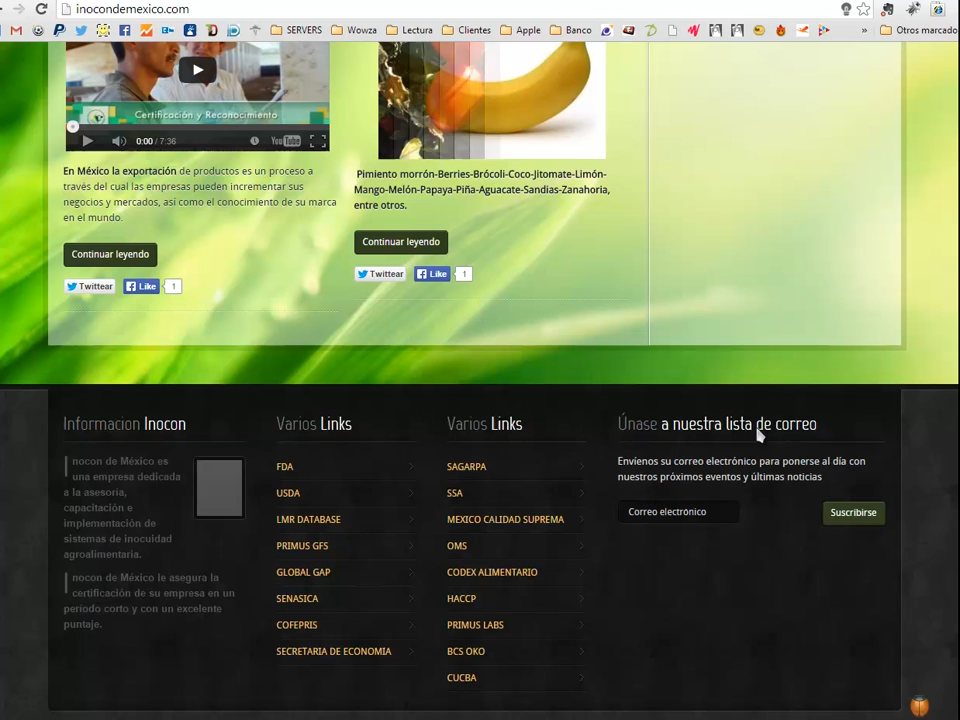 inocondemexico.com
SERVERS
Wowza
Lectura
Clientes
Apple
Banco
»
Otros marcado
Certificación y Reconocimiento
0:00 / 7:36
YouTube
En México la exportación de productos es un proceso a
través del cual las empresas pueden incrementar sus
negocios y mercados, así como el conocimiento de su marca
en el mundo.
Continuar leyendo
Twittear
Like
1
Pimiento morrón-Berries-Brócoli-Coco-Jitomate-Limón-
Mango-Melón-Papaya-Piña-Aguacate-Sandias-Zanahoria,
entre otros.
Continuar leyendo
Twittear
Like
1
Informacion Inocon
Inocon de México es
una empresa dedicada
a la asesoría,
capacitación e
implementación de
sistemas de inocuidad
agroalimentaria.
Inocon de México le asegura la
certificación de su empresa en un
periodo corto y con un excelente
puntaje.
Varios Links
FDA
USDA
LMR DATABASE
PRIMUS GFS
GLOBAL GAP
SENASICA
COFEPRIS
SECRETARIA DE ECONOMIA
Varios Links
SAGARPA
SSA
MEXICO CALIDAD SUPREMA
OMS
CODEX ALIMENTARIO
HACCP
PRIMUS LABS
BCS OKO
CUCBA
Únase a nuestra lista de correo
Envíenos su correo electrónico para ponerse al día con
nuestros próximos eventos y últimas noticias
Correo electrónico
Suscribirse